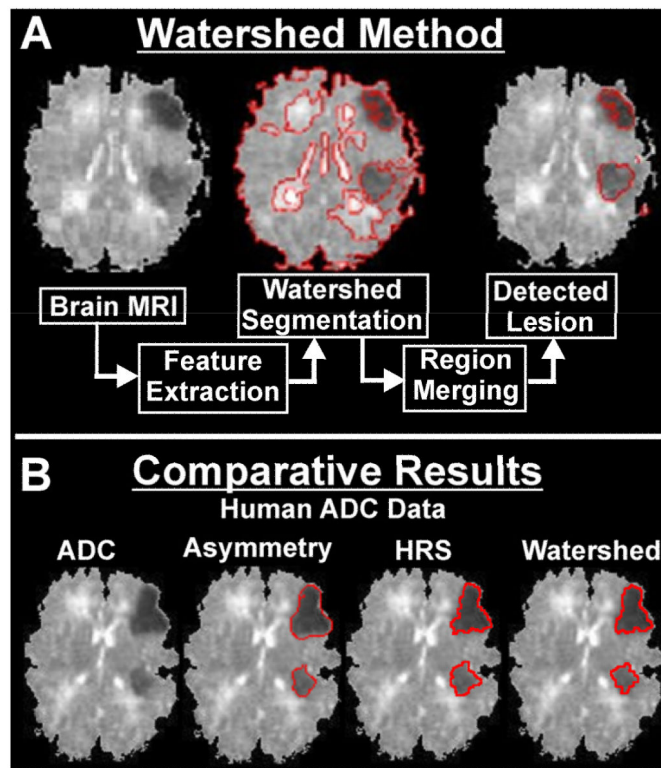 A Watershed Method
Brain MRI
Feature
Extraction
Watershed
Segmentation
Region
Merging
Detected
Lesion
B Comparative Results
Human ADC Data
ADC Asymmetry HRS Watershed